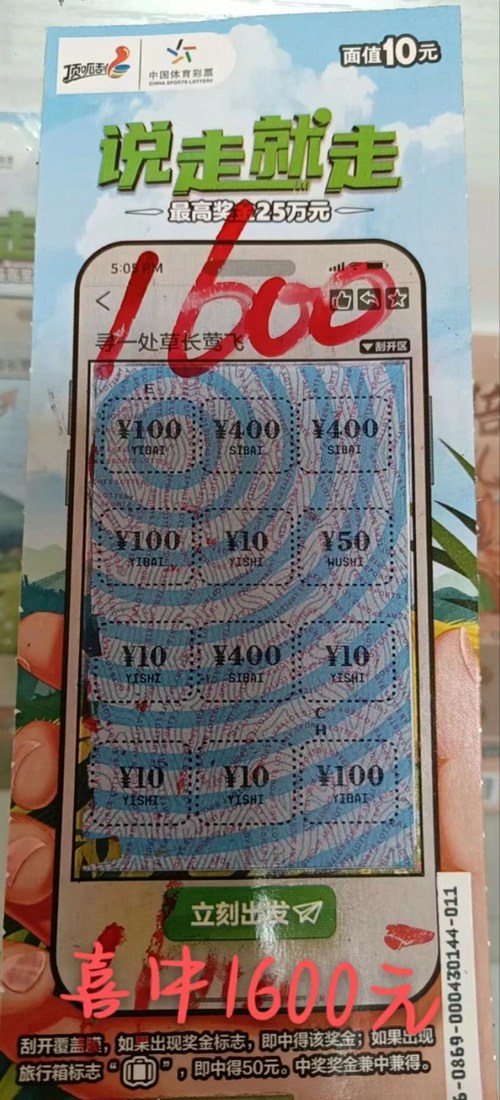 顶呱刮 中国体育彩票 面值10元
CHINA SPORTS LOTTERY
说走就走
最高奖金25万元
1600
5:05 PM
寻一处草长莺飞
刮开区
E
¥100 ¥400 ¥400
YIBAI SIBAI SIBAI
¥100 ¥10 ¥50
YIBAI YISHI WUSHI
¥10 ¥400 ¥10
YISHI SIBAI YISHI
C
H
¥10 ¥10 ¥100
YISHI YISHI YIBAI
立刻出发
喜中1600元
刮开覆盖膜，如果出现奖金标志，即中得该奖金；如果出现
旅行箱标志“ ”，即中得50元。中奖奖金兼中兼得。
6-0869-000430144-011